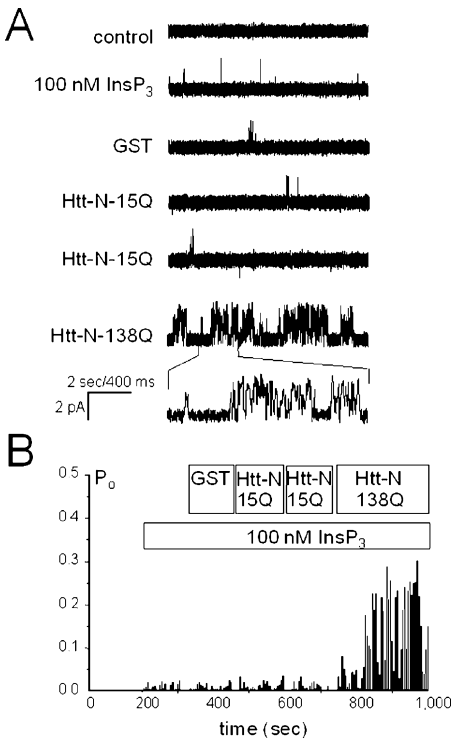 A
control
100 nM InsP3
GST
Htt-N-15Q
Htt-N-15Q
Htt-N-138Q
2 sec/400 ms
2 pA
B
Po
GST
Htt-N
15Q
Htt-N
15Q
Htt-N
138Q
100 nM InsP3
0 5
0 4
0.3
0.2
0.1
0 0
0 200 400 600 800 1,000
time (sec)